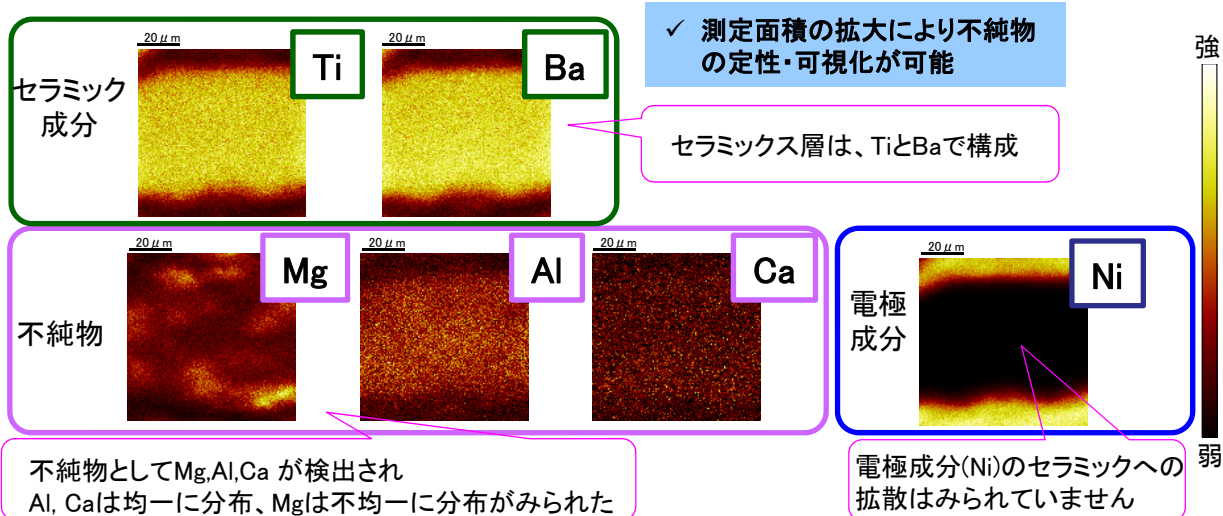 20μm
Ti
20μm
Ba
セラミック
成分
✓ 測定面積の拡大により不純物
の定性・可視化が可能
セラミックス層は、TiとBaで構成
強
20μm
Mg
20μm
Al
20μm
Ca
不純物
20μm
Ni
電極
成分
不純物としてMg,Al,Ca が検出され
Al, Caは均一に分布、Mgは不均一に分布がみられた
電極成分(Ni)のセラミックへの
拡散はみられていません
弱